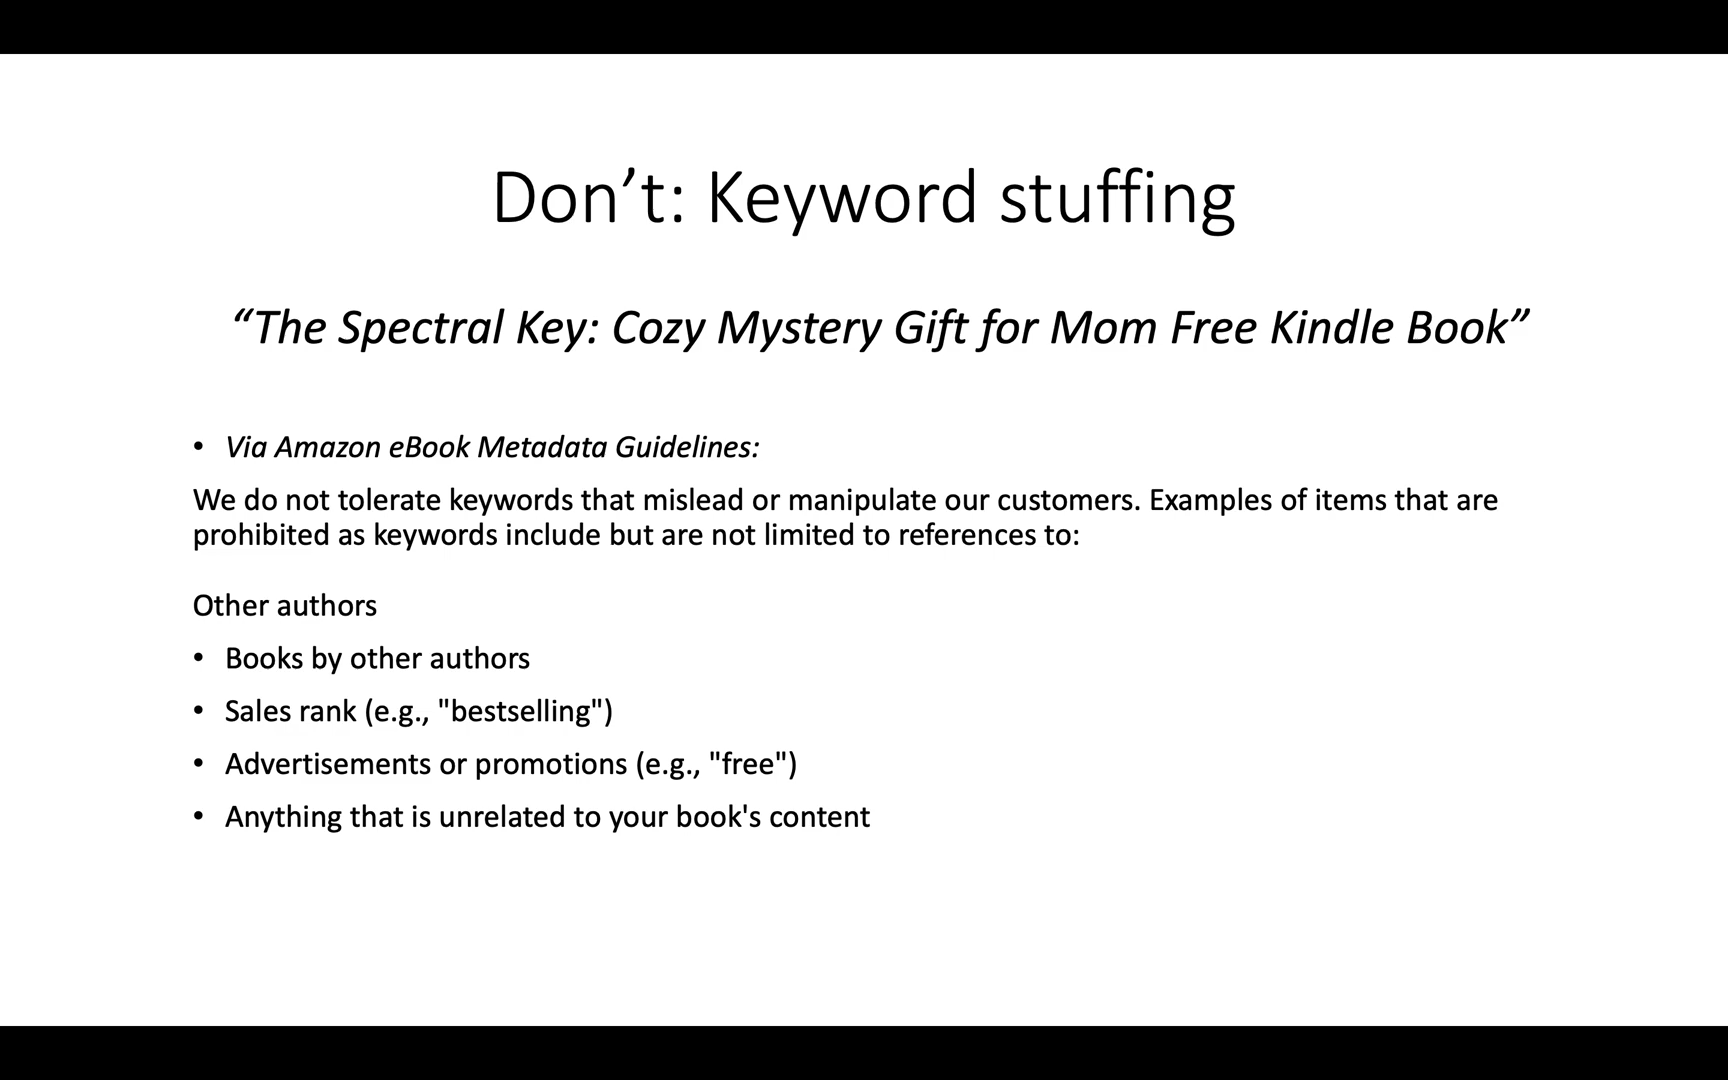 Don’t: Keyword stuffing
“The Spectral Key: Cozy Mystery Gift for Mom Free Kindle Book”
• Via Amazon eBook Metadata Guidelines:
We do not tolerate keywords that mislead or manipulate our customers. Examples of items that are
prohibited as keywords include but are not limited to references to:
Other authors
• Books by other authors
• Sales rank (e.g., "bestselling")
• Advertisements or promotions (e.g., "free")
• Anything that is unrelated to your book's content